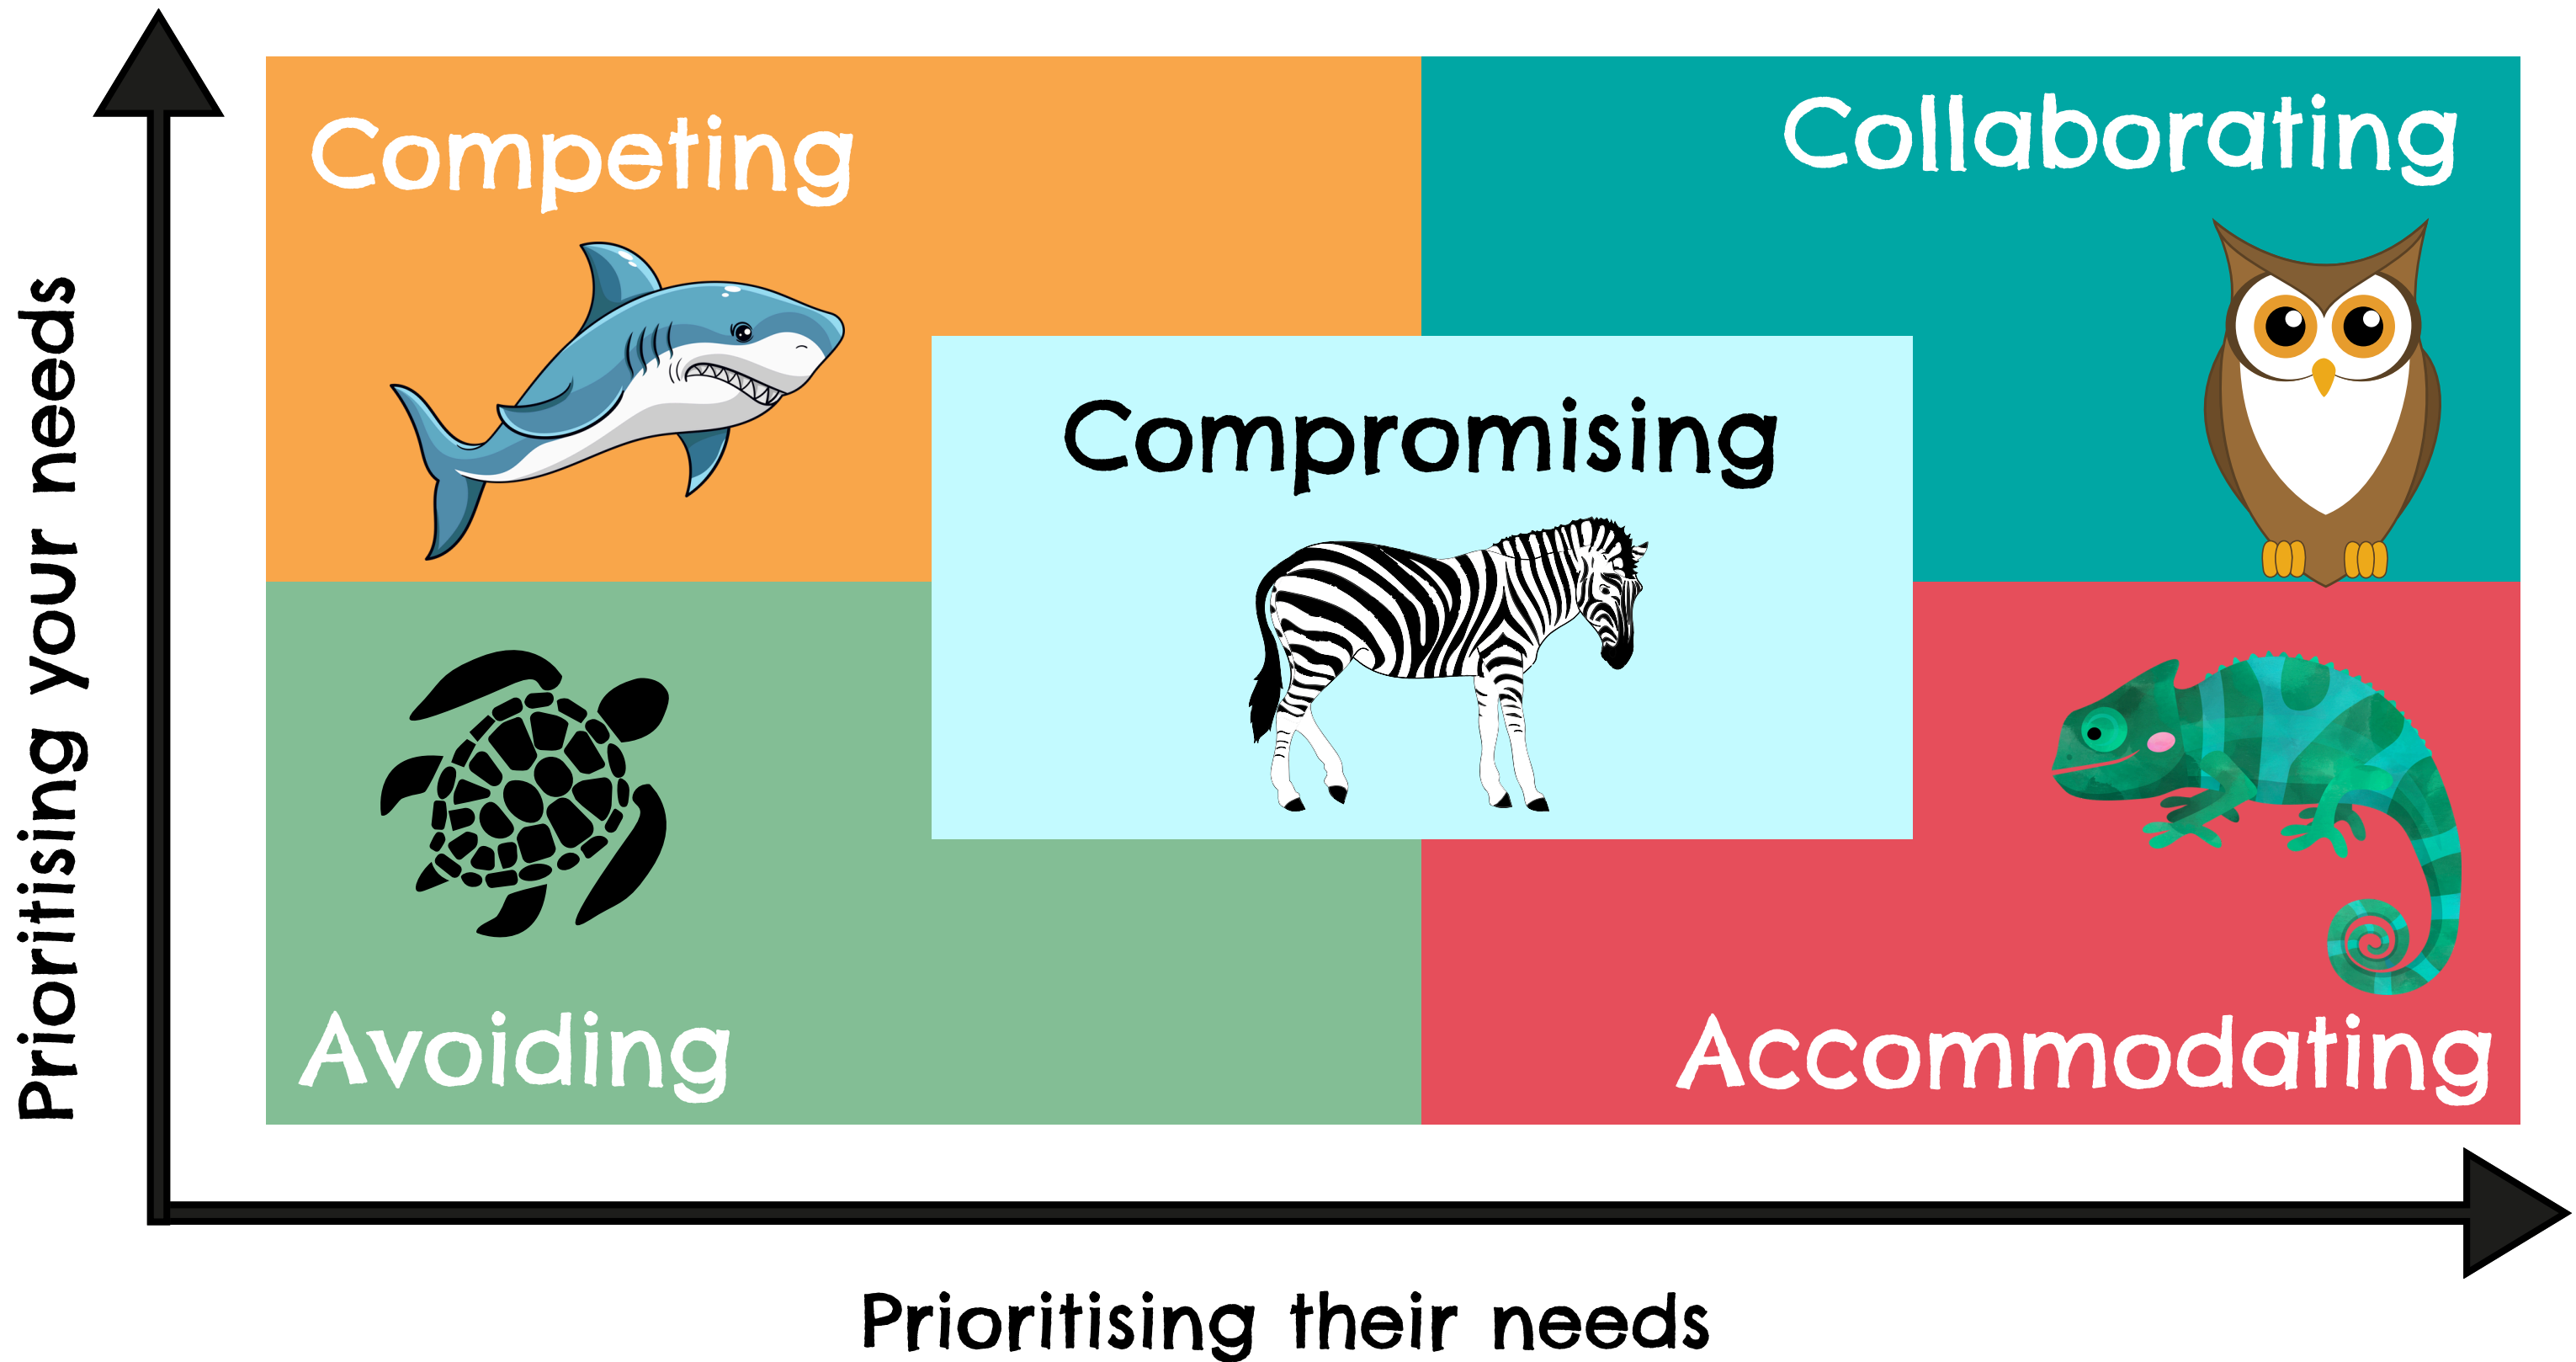 Prioritising your needs
Competing
Collaborating
Compromising
Avoiding
Accommodating
Prioritising their needs